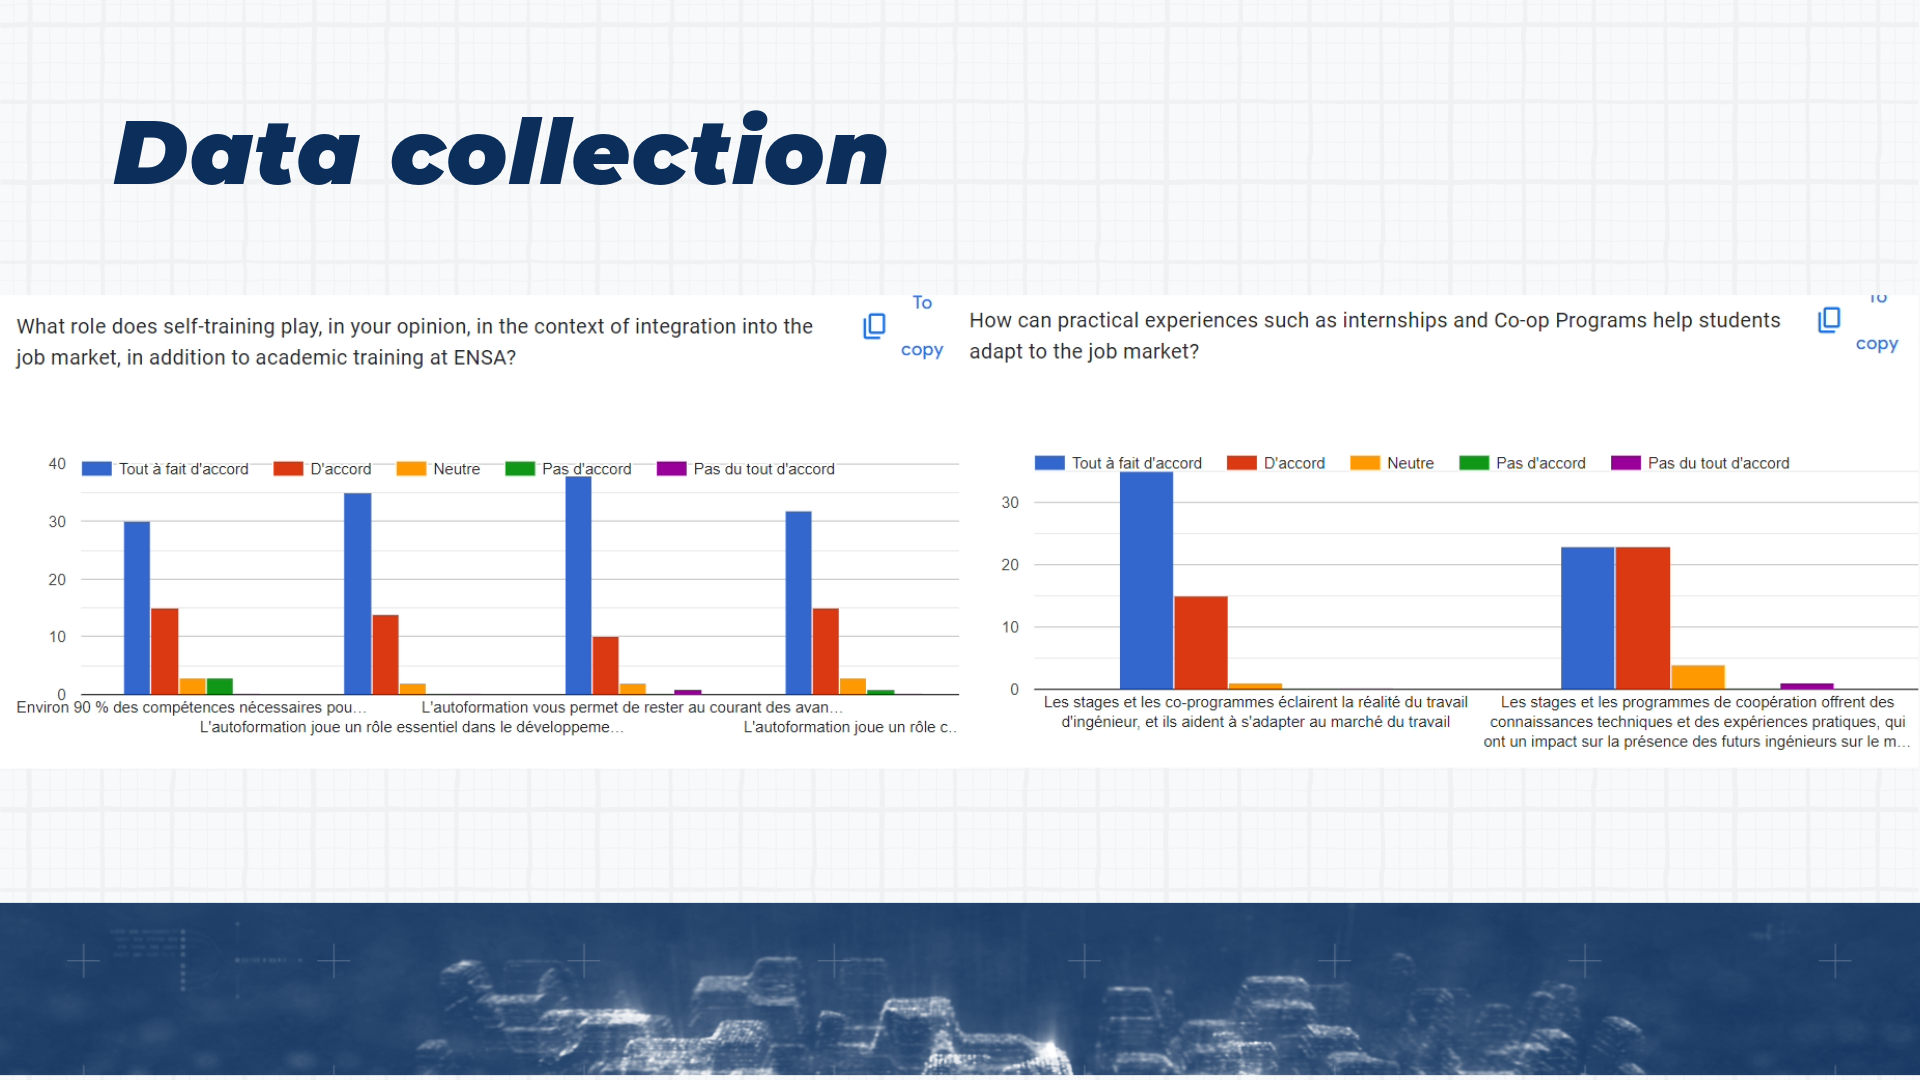 Data collection
What role does self-training play, in your opinion, in the context of integration into the
job market, in addition to academic training at ENSA?
To
copy
40
Tout à fait d'accord
D'accord
Neutre
Pas d'accord
Pas du tout d'accord
30
20
10
0
Environ 90 % des compétences nécessaires pou…
L'autoformation vous permet de rester au courant des avan…
L'autoformation joue un rôle essentiel dans le développeme…
L'autoformation joue un rôle c..
How can practical experiences such as internships and Co-op Programs help students
adapt to the job market?
To
copy
Tout à fait d'accord
D'accord
Neutre
Pas d'accord
Pas du tout d'accord
30
20
10
0
Les stages et les co-programmes éclairent la réalité du travail
d'ingénieur, et ils aident à s'adapter au marché du travail
Les stages et les programmes de coopération offrent des
connaissances techniques et des expériences pratiques, qui
ont un impact sur la présence des futurs ingénieurs sur le m…